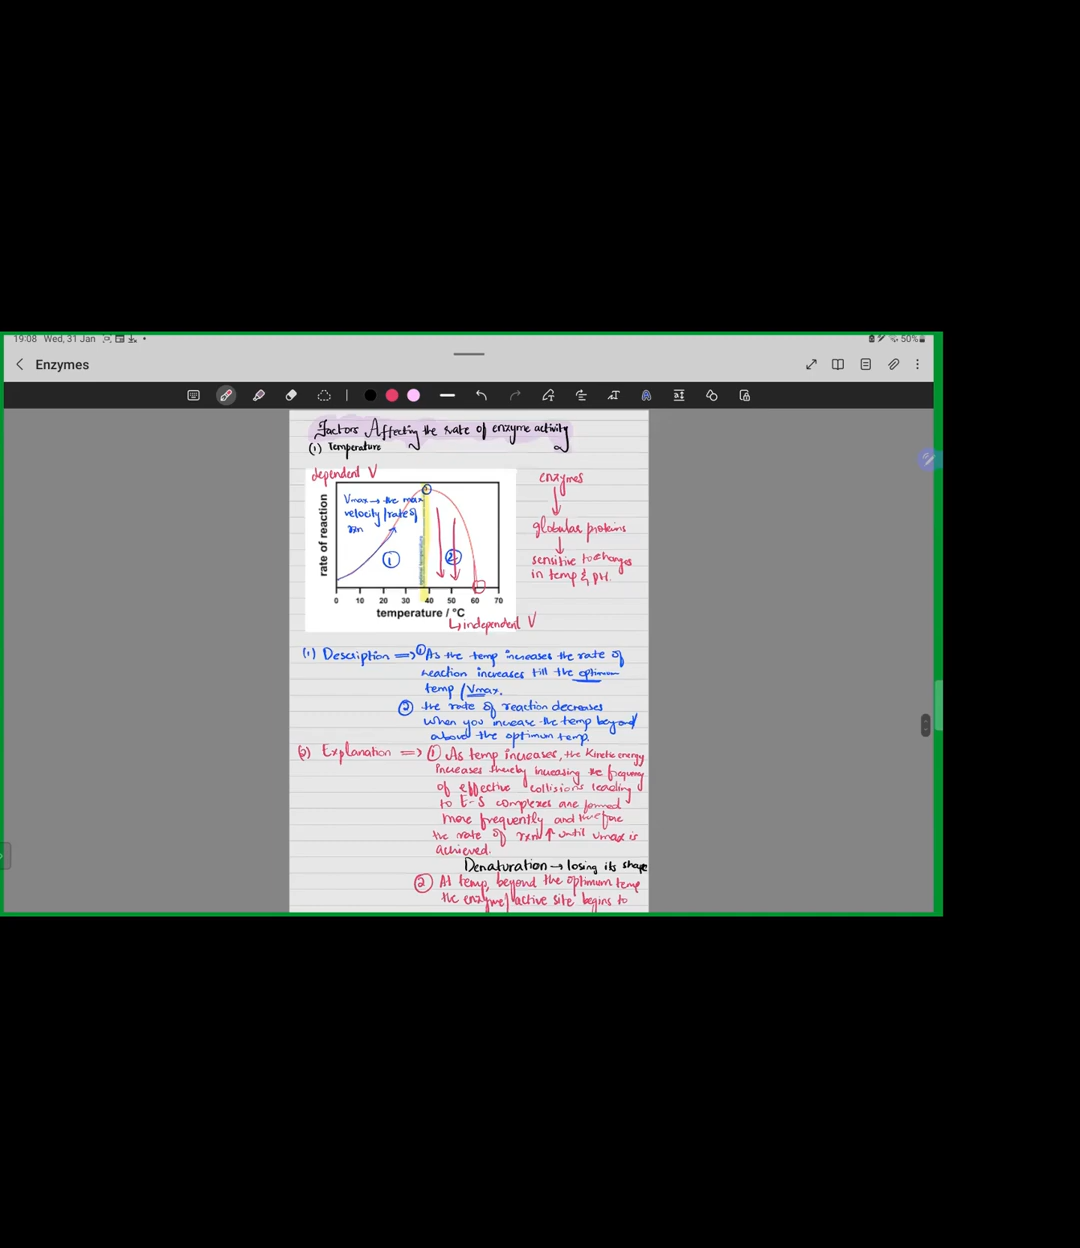 19:08 Wed, 31 Jan
50%
Enzymes
Factors Affecting the rate of enzyme activity
(1) Temperature
dependent V
Vmax → the max
velocity/rate of
rxn
rate of reaction
optimal temperature
1
2
0 10 20 30 40 50 60 70
temperature / °C
↳ independent V
enzymes
↓
globular proteins
↓
sensitive to changes
in temp & pH.
(1) Description ⇒ ① As the temp increases the rate of
reaction increases till the optimum
temp / Vmax.
② the rate of reaction decreases
when you increase the temp beyond/
above the optimum temp.
(2) Explanation ⇒ ① As temp increases, the Kinetic energy
increases thereby increasing the frequency
of effective collisions leading
to E-S complexes are formed
more frequently and therefore
the rate of rxn ↑ until vmax is
achieved.
Denaturation → losing its shape
② At temp, beyond the optimum temp
the enzyme/active site begins to